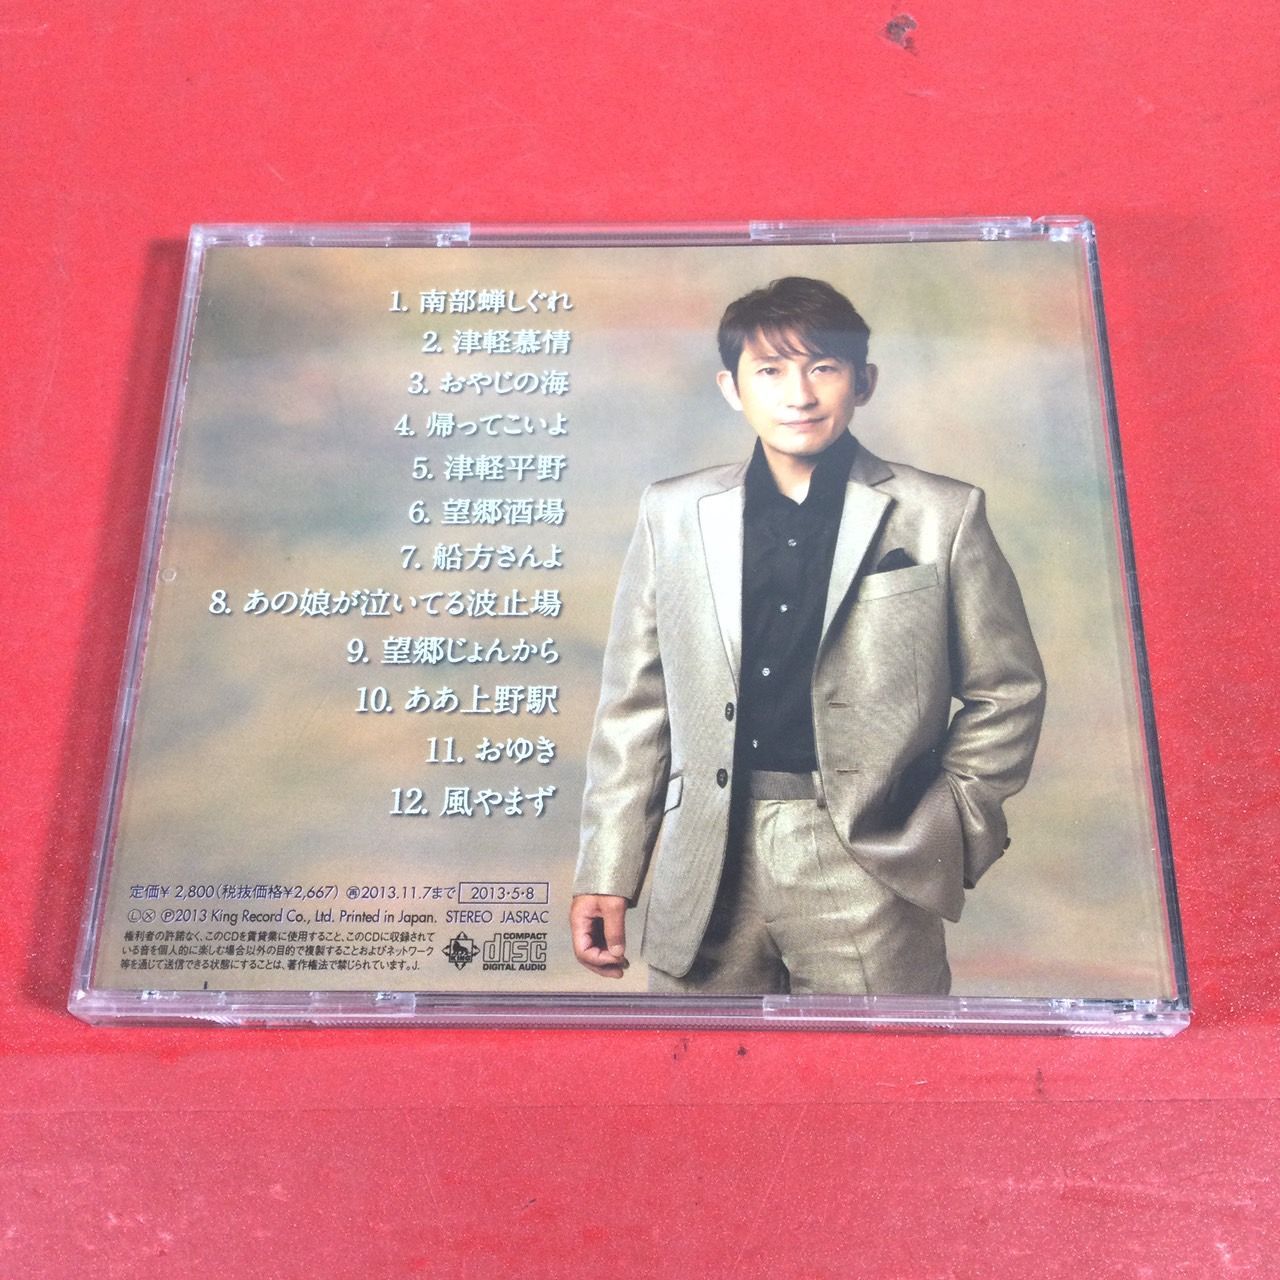 1. 南部蝉しぐれ
2. 津軽慕情
3. おやじの海
4. 帰ってこいよ
5. 津軽平野
6. 望郷酒場
7. 船方さんよ
8. あの娘が泣いてる波止場
9. 望郷じょんから
10. ああ上野駅
11. おゆき
12. 風やまず
定価¥ 2,800(税抜価格¥2,667) ㊢2013.11.7まで 2013・5・8
ⓁⓍ Ⓟ2013 King Record Co., Ltd. Printed in Japan. STEREO JASRAC
権利者の許諾なく、このCDを賃貸業に使用すること、このCDに収録されて
いる音を個人的に楽しむ場合以外の目的で複製することおよびネットワーク
等を通じて送信できる状態にすることは、著作権法で禁じられています。J.
KING
COMPACT
disc
DIGITAL AUDIO